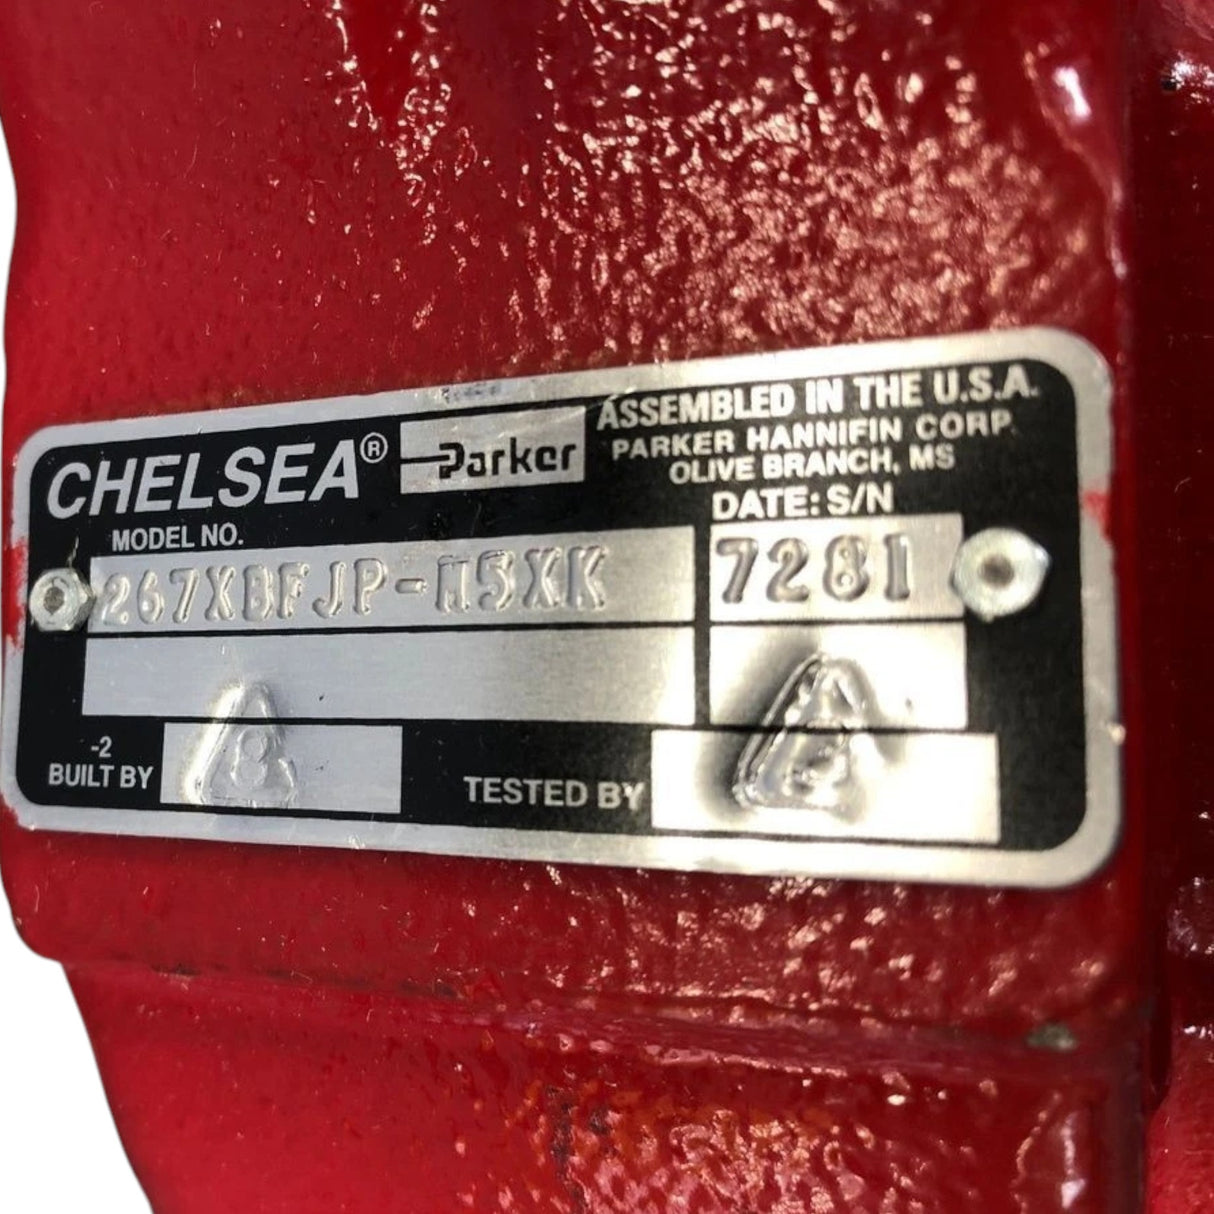 CHELSEA® Parker
ASSEMBLED IN THE U.S.A.
PARKER HANNIFIN CORP.
OLIVE BRANCH, MS
MODEL NO.
DATE: S/N
267XBFJP-M5XK
7281
-2
BUILT BY
8
TESTED BY